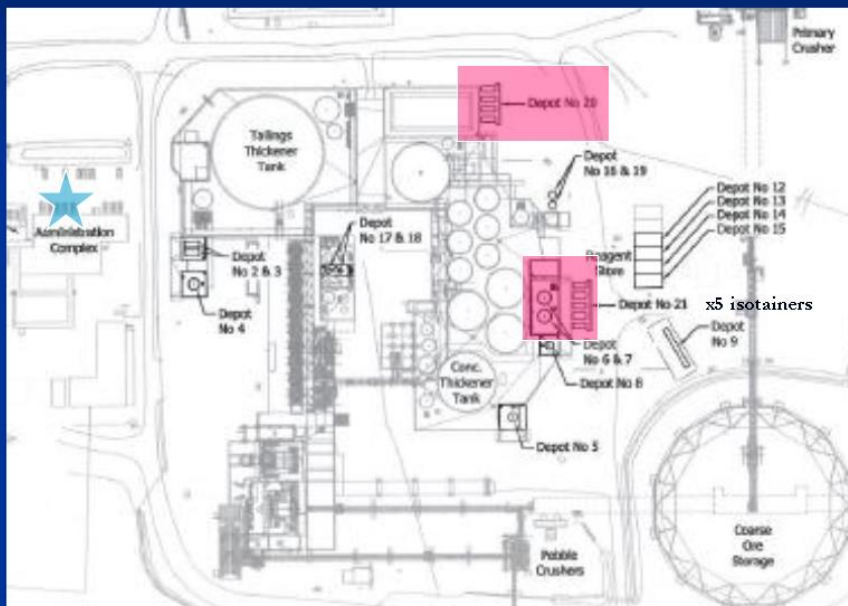 Primary
Crusher
Depot No 20
Tailings
Thickener
Tank
Depot
No 16 & 19
Depot No 12
Depot No 13
Depot No 14
Depot No 15
Administration
Complex
Depot
No 17 & 18
Depot
No 2 & 3
Reagent
Store
Depot No 21
x5 isotainers
Depot
No 4
Depot
No 9
Depot
No 6 & 7
Depot No 8
Conc.
Thickener
Tank
Depot No 5
Pebble
Crushers
Coarse
Ore
Storage